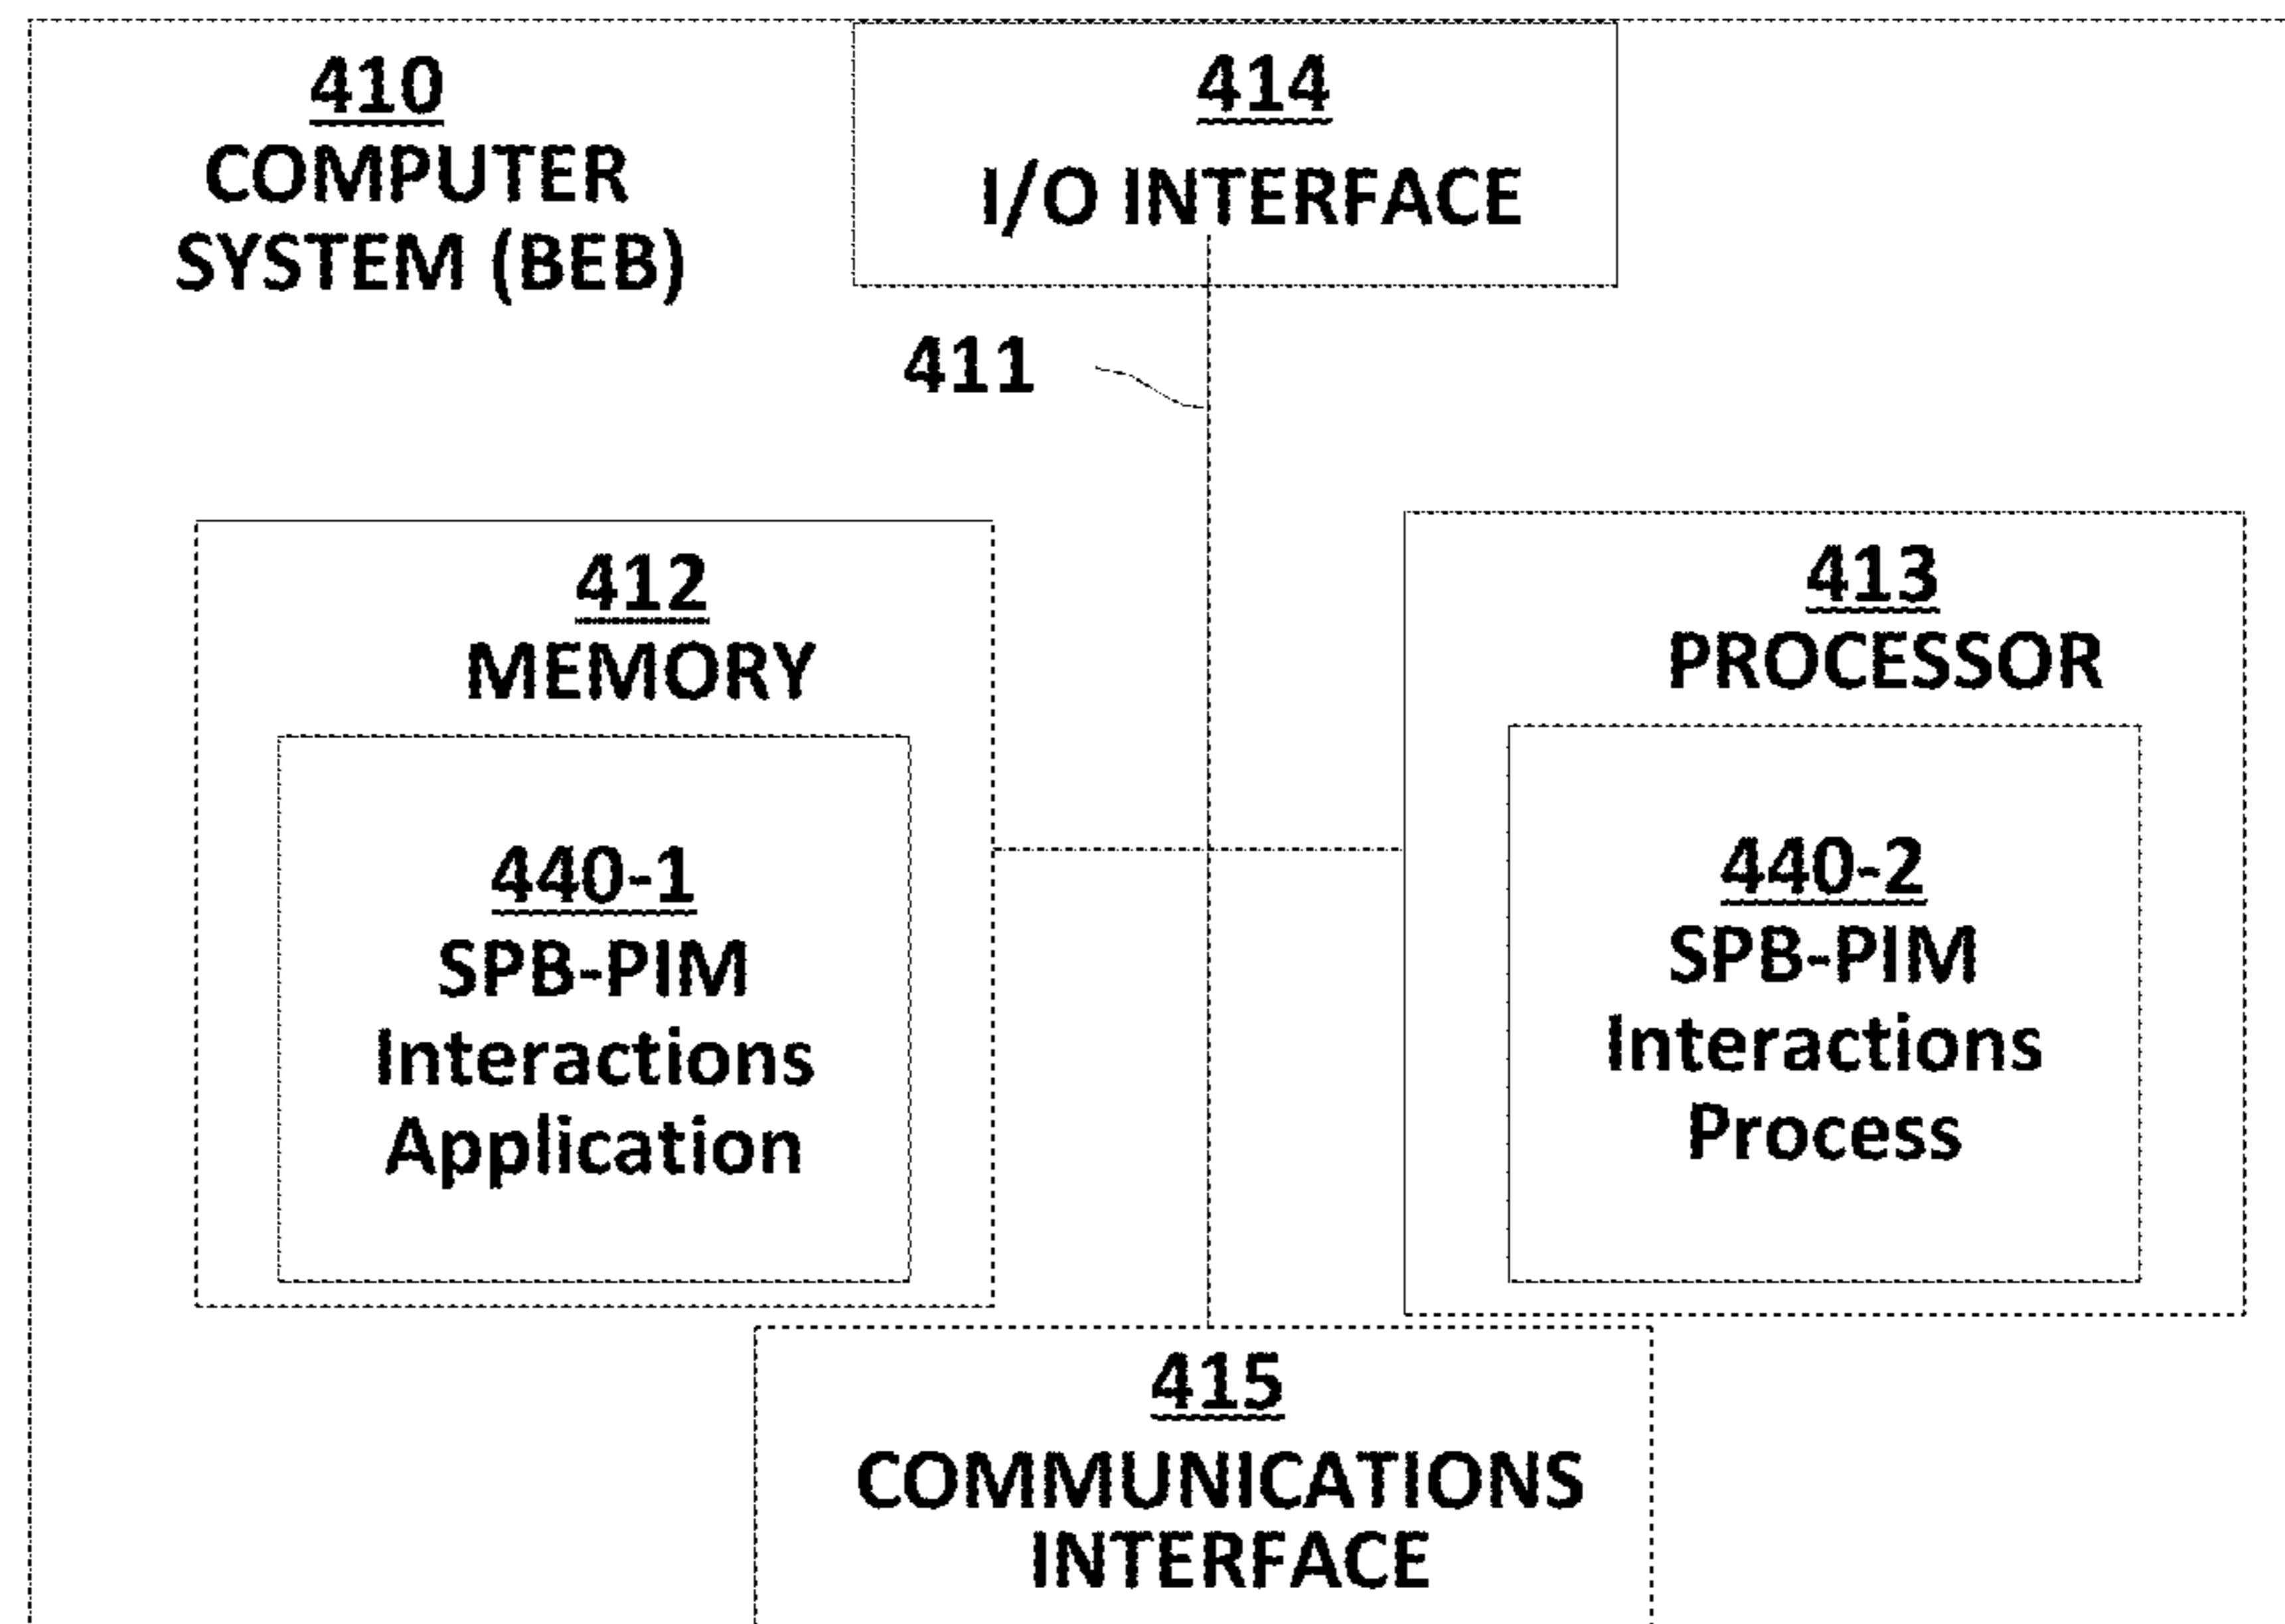 410
COMPUTER
SYSTEM (BEB)
414
I/O INTERFACE
411
412
MEMORY
413
PROCESSOR
440-1
SPB-PIM
Interactions
Application
440-2
SPB-PIM
Interactions
Process
415
COMMUNICATIONS
INTERFACE